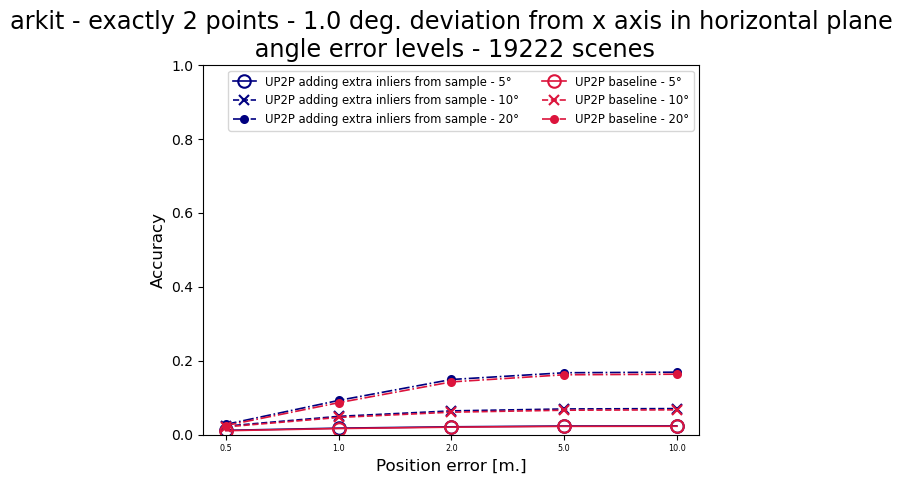 arkit - exactly 2 points - 1.0 deg. deviation from x axis in horizontal plane
angle error levels - 19222 scenes
UP2P adding extra inliers from sample - 5°
UP2P adding extra inliers from sample - 10°
UP2P adding extra inliers from sample - 20°
UP2P baseline - 5°
UP2P baseline - 10°
UP2P baseline - 20°
1.0
0.8
0.6
0.4
0.2
0.0
Accuracy
0.5 1.0 2.0 5.0 10.0
Position error [m.]